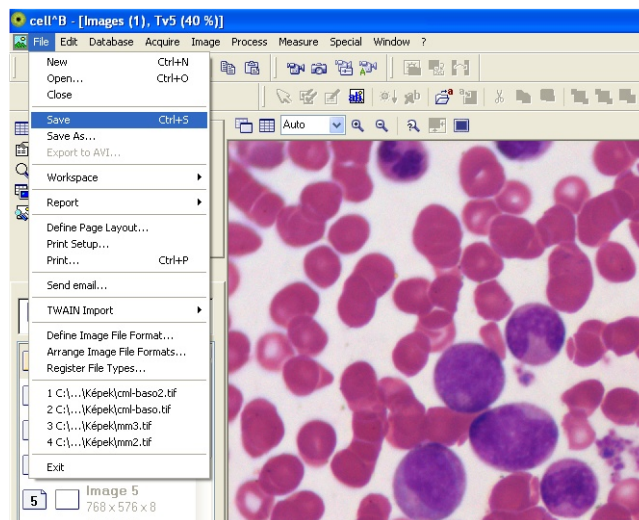 cell^B - [Images (1), Tv5 (40 %)]
File Edit Database Acquire Image Process Measure Special Window ?
New Ctrl+N
Open... Ctrl+O
Close
Save Ctrl+S
Save As...
Export to AVI...
Workspace
Report
Define Page Layout...
Print Setup...
Print... Ctrl+P
Send email...
TWAIN Import
Define Image File Format...
Arrange Image File Formats...
Register File Types...
1 C:\...\Képek\cml-baso2.tif
2 C:\...\Képek\cml-baso.tif
3 C:\...\Képek\mm3.tif
4 C:\...\Képek\mm2.tif
Exit
Auto
5 Image 5
768 x 576 x 8